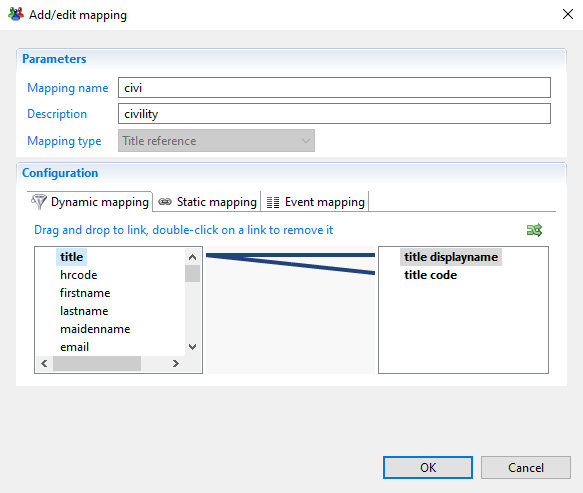 Add/edit mapping
Parameters
Mapping name civi
Description civility
Mapping type Title reference
Configuration
Dynamic mapping Static mapping Event mapping
Drag and drop to link, double-click on a link to remove it
title title displayname
hrcode title code
firstname
lastname
maidenname
email
OK Cancel